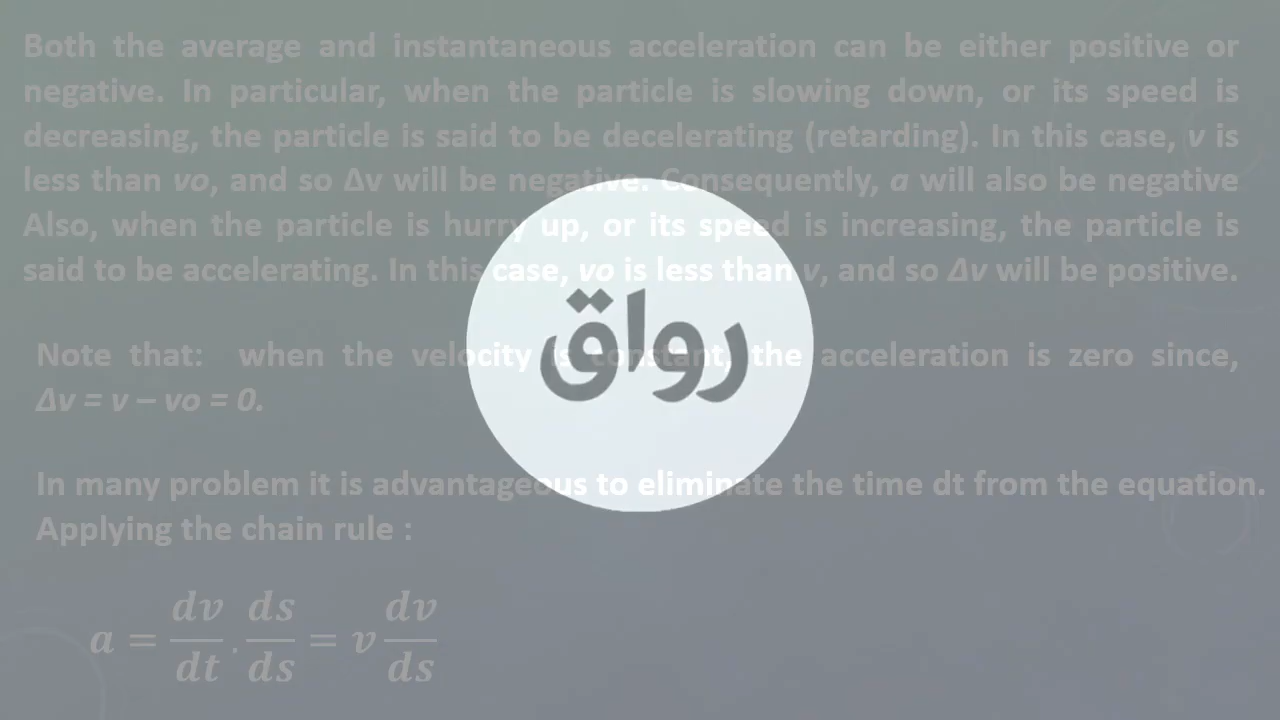 Both the average and instantaneous acceleration can be either positive or
negative. In particular, when the particle is slowing down, or its speed is
decreasing, the particle is said to be decelerating (retarding). In this case, v is
less than vo, and so Δv will be negative. Consequently, a will also be negative
Also, when the particle is hurry up, or its speed is increasing, the particle is
said to be accelerating. In this case, vo is less than v, and so Δv will be positive.
رواق
Note that: when the velocity is constant, the acceleration is zero since,
Δv = v – vo = 0.
In many problem it is advantageous to eliminate the time dt from the equation.
Applying the chain rule :
a = dv/dt . ds/ds = v dv/ds